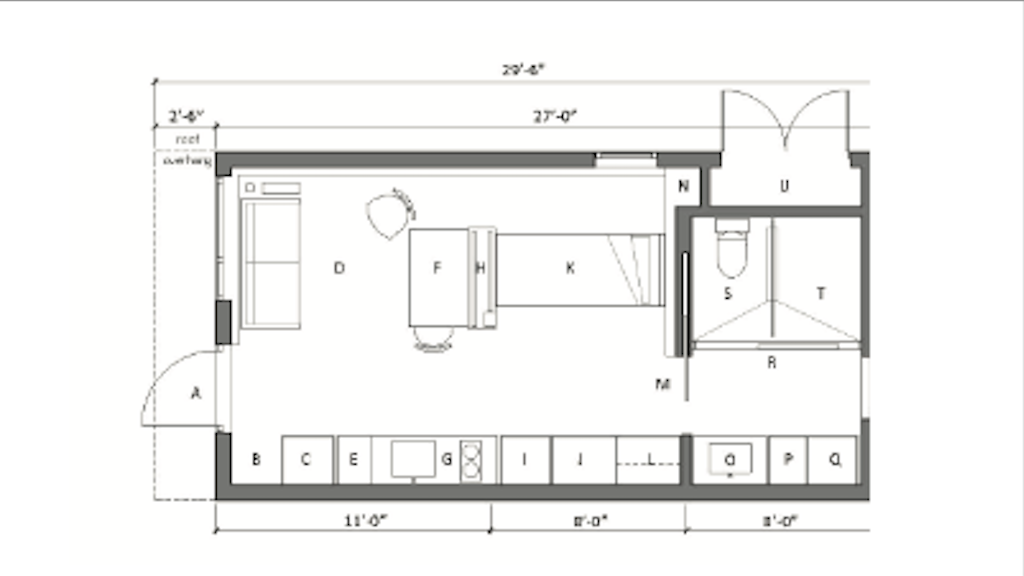 29'-6"
2'-6"
27'-0"
roof
overhang
N
U
D
F
H
K
S
T
A
M
R
B
C
E
G
I
J
L
O
P
Q
11'-0"
8'-0"
8'-0"